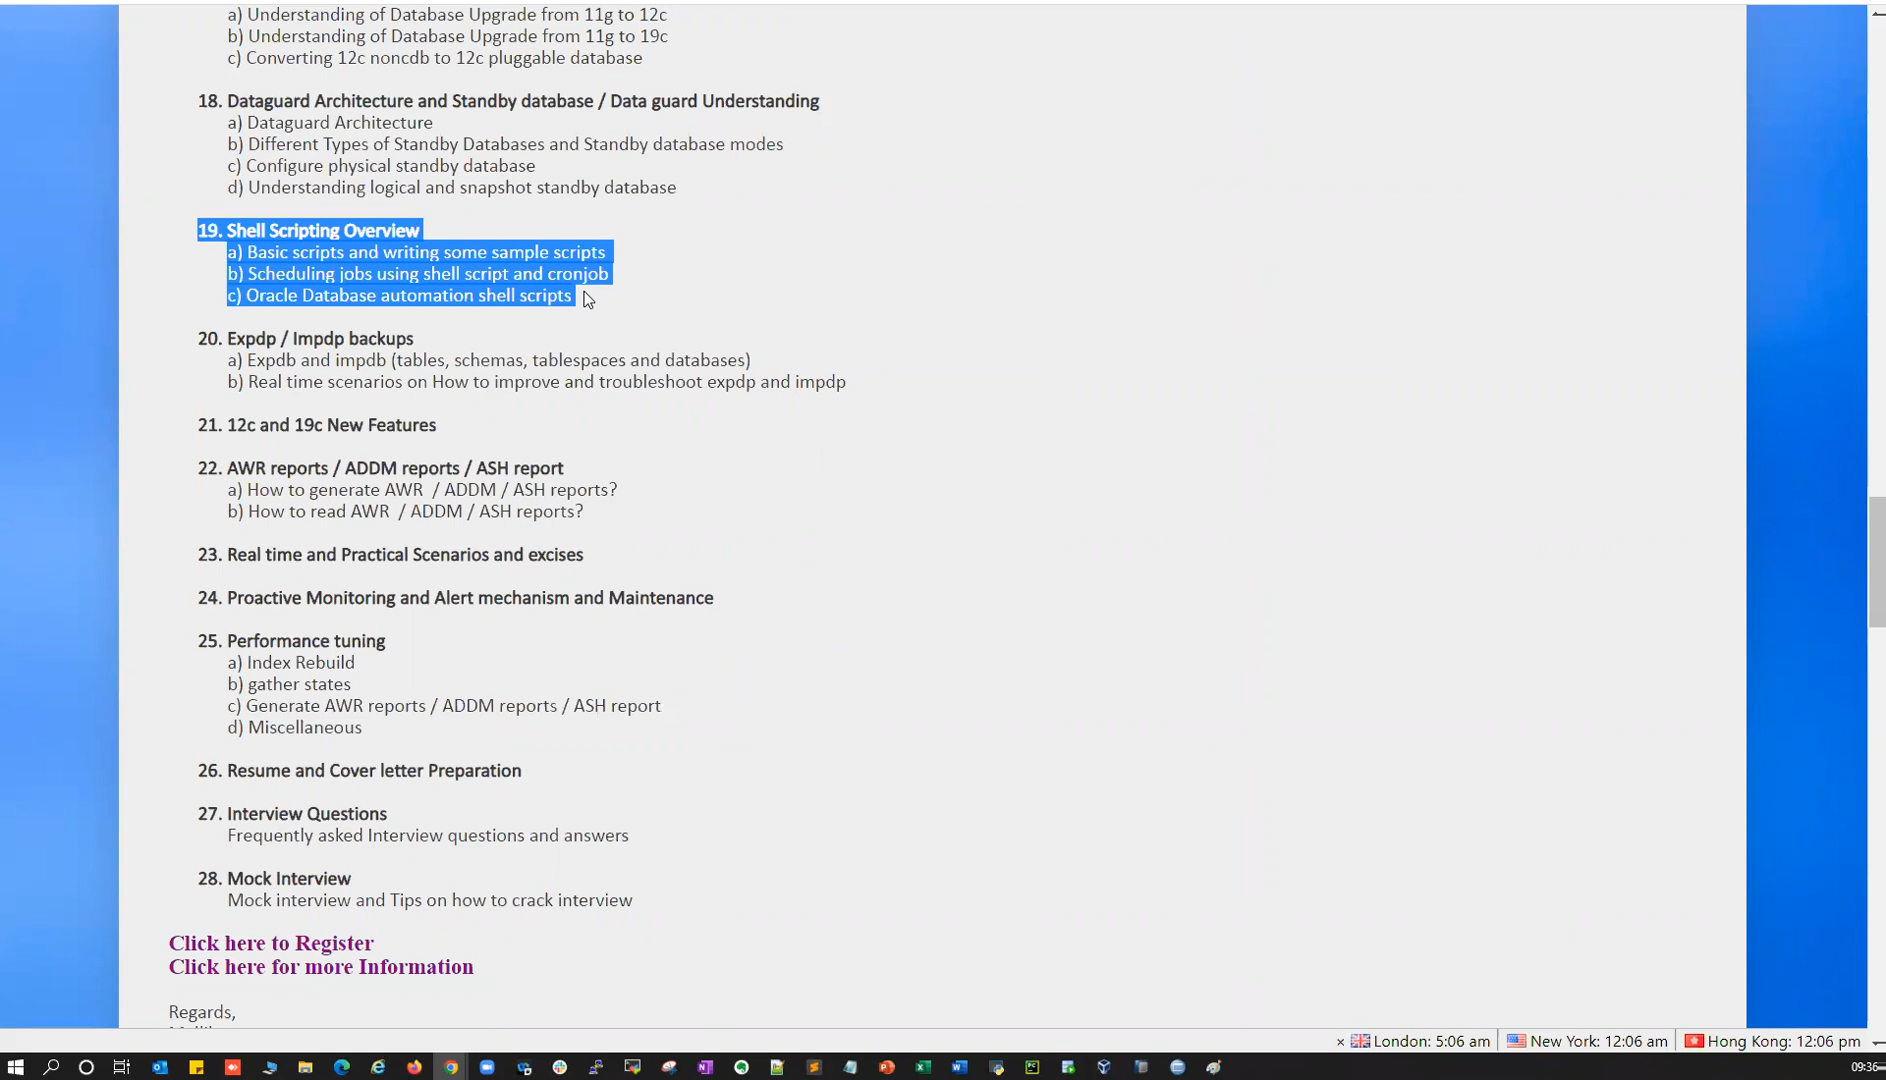 a) Understanding of Database Upgrade from 11g to 12c
b) Understanding of Database Upgrade from 11g to 19c
c) Converting 12c noncdb to 12c pluggable database
18. Dataguard Architecture and Standby database / Data guard Understanding
a) Dataguard Architecture
b) Different Types of Standby Databases and Standby database modes
c) Configure physical standby database
d) Understanding logical and snapshot standby database
19. Shell Scripting Overview
a) Basic scripts and writing some sample scripts
b) Scheduling jobs using shell script and cronjob
c) Oracle Database automation shell scripts
20. Expdp / Impdp backups
a) Expdb and impdb (tables, schemas, tablespaces and databases)
b) Real time scenarios on How to improve and troubleshoot expdp and impdp
21. 12c and 19c New Features
22. AWR reports / ADDM reports / ASH report
a) How to generate AWR / ADDM / ASH reports?
b) How to read AWR / ADDM / ASH reports?
23. Real time and Practical Scenarios and excises
24. Proactive Monitoring and Alert mechanism and Maintenance
25. Performance tuning
a) Index Rebuild
b) gather states
c) Generate AWR reports / ADDM reports / ASH report
d) Miscellaneous
26. Resume and Cover letter Preparation
27. Interview Questions
Frequently asked Interview questions and answers
28. Mock Interview
Mock interview and Tips on how to crack interview
Click here to Register
Click here for more Information
Regards,
London: 5:06 am New York: 12:06 am Hong Kong: 12:06 pm
09:36